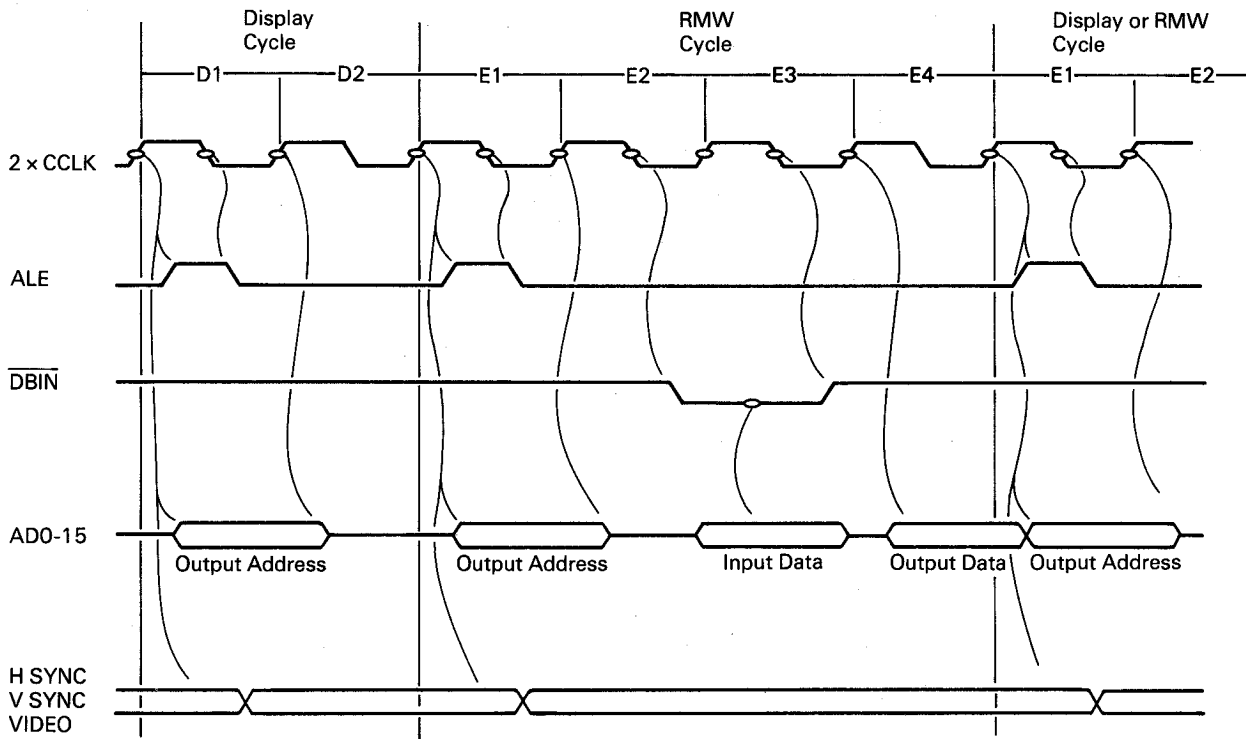 Display
Cycle
RMW
Cycle
Display or RMW
Cycle
D1 D2 E1 E2 E3 E4 E1 E2
2 × CCLK
ALE
DBIN
AD0-15
Output Address Output Address Input Data Output Data Output Address
H SYNC
V SYNC
VIDEO